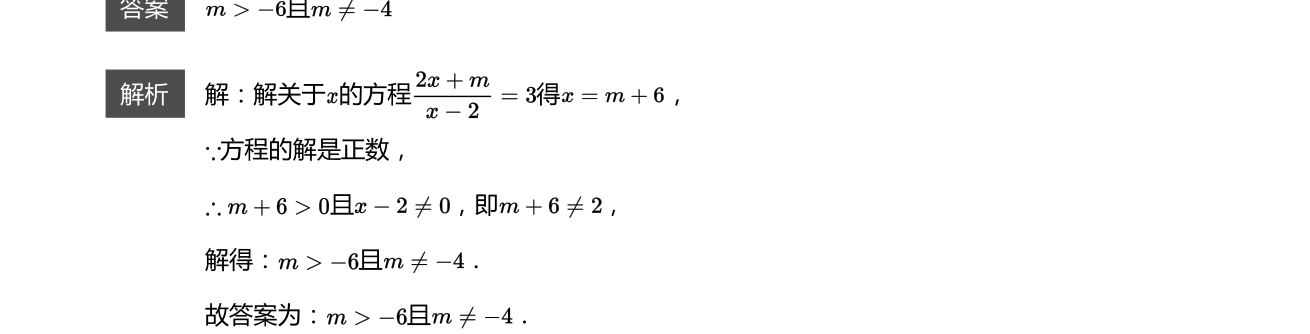 答案 m > −6且m ≠ −4
解析 解：解关于x的方程\frac{2x + m}{x − 2} = 3得x = m + 6，
∵方程的解是正数，
∴ m + 6 > 0且x − 2 ≠ 0，即m + 6 ≠ 2，
解得：m > −6且m ≠ −4．
故答案为：m > −6且m ≠ −4．